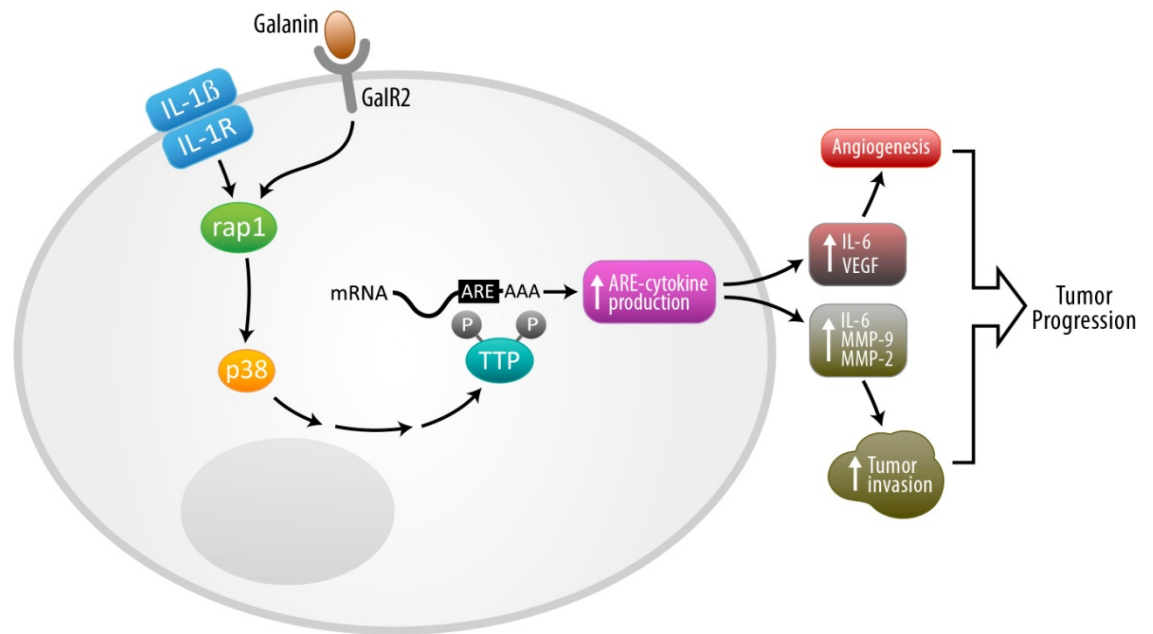 Galanin
IL-1ß
IL-1R
GalR2
rap1
p38
mRNA
ARE
AAA
P
P
TTP
ARE-cytokine
production
IL-6
VEGF
Angiogenesis
IL-6
MMP-9
MMP-2
Tumor
invasion
Tumor
Progression